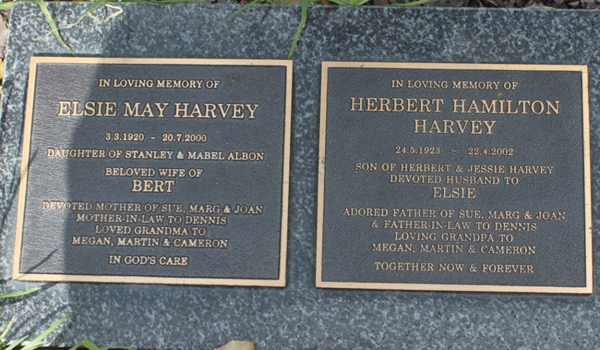 IN LOVING MEMORY OF
ELSIE MAY HARVEY
3.3.1920 - 20.7.2000
DAUGHTER OF STANLEY & MABEL ALBON
BELOVED WIFE OF
BERT
DEVOTED MOTHER OF SUE, MARG & JOAN
MOTHER-IN-LAW TO DENNIS
LOVED GRANDMA TO
MEGAN, MARTIN & CAMERON
IN GOD'S CARE
IN LOVING MEMORY OF
HERBERT HAMILTON
HARVEY
24.5.1923 - 22.4.2002
SON OF HERBERT & JESSIE HARVEY
DEVOTED HUSBAND TO
ELSIE
ADORED FATHER OF SUE, MARG & JOAN
& FATHER-IN-LAW TO DENNIS
LOVING GRANDPA TO
MEGAN, MARTIN & CAMERON
TOGETHER NOW & FOREVER